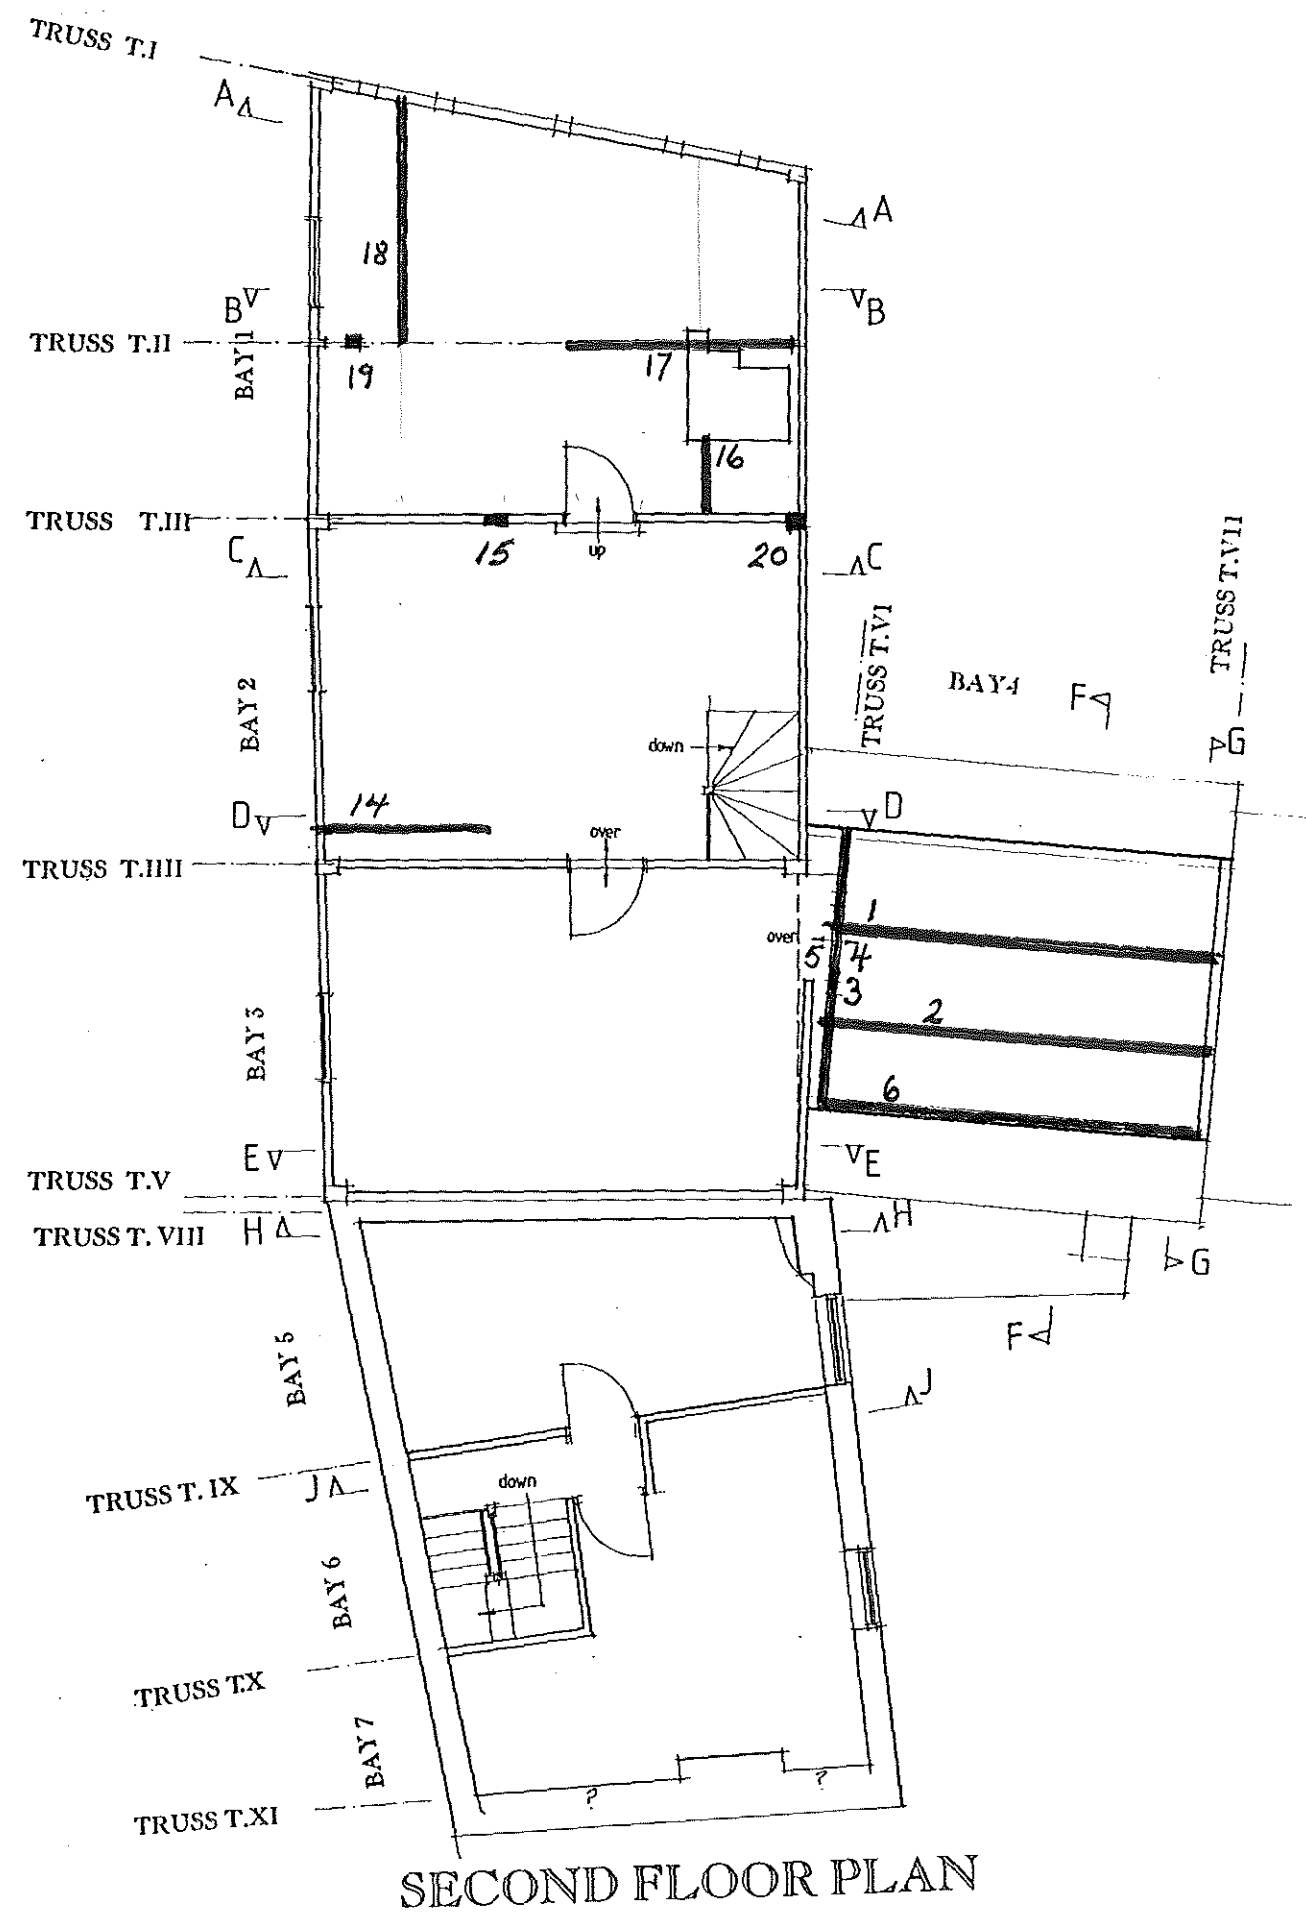 TRUSS T.I
A
A
18
B
B
TRUSS T.II
BAY 1
19
17
16
TRUSS T.III
C
15
up
20
C
TRUSS T.VII
TRUSS T.VI
BAY 4
F
G
BAY 2
down
D
14
over
D
TRUSS T.IIII
1
over
5
4
3
2
BAY 3
6
E
E
TRUSS T.V
H
H
TRUSS T. VIII
G
F
BAY 5
J
TRUSS T. IX
J
down
BAY 6
TRUSS T.X
BAY 7
?
?
TRUSS T.XI
SECOND FLOOR PLAN